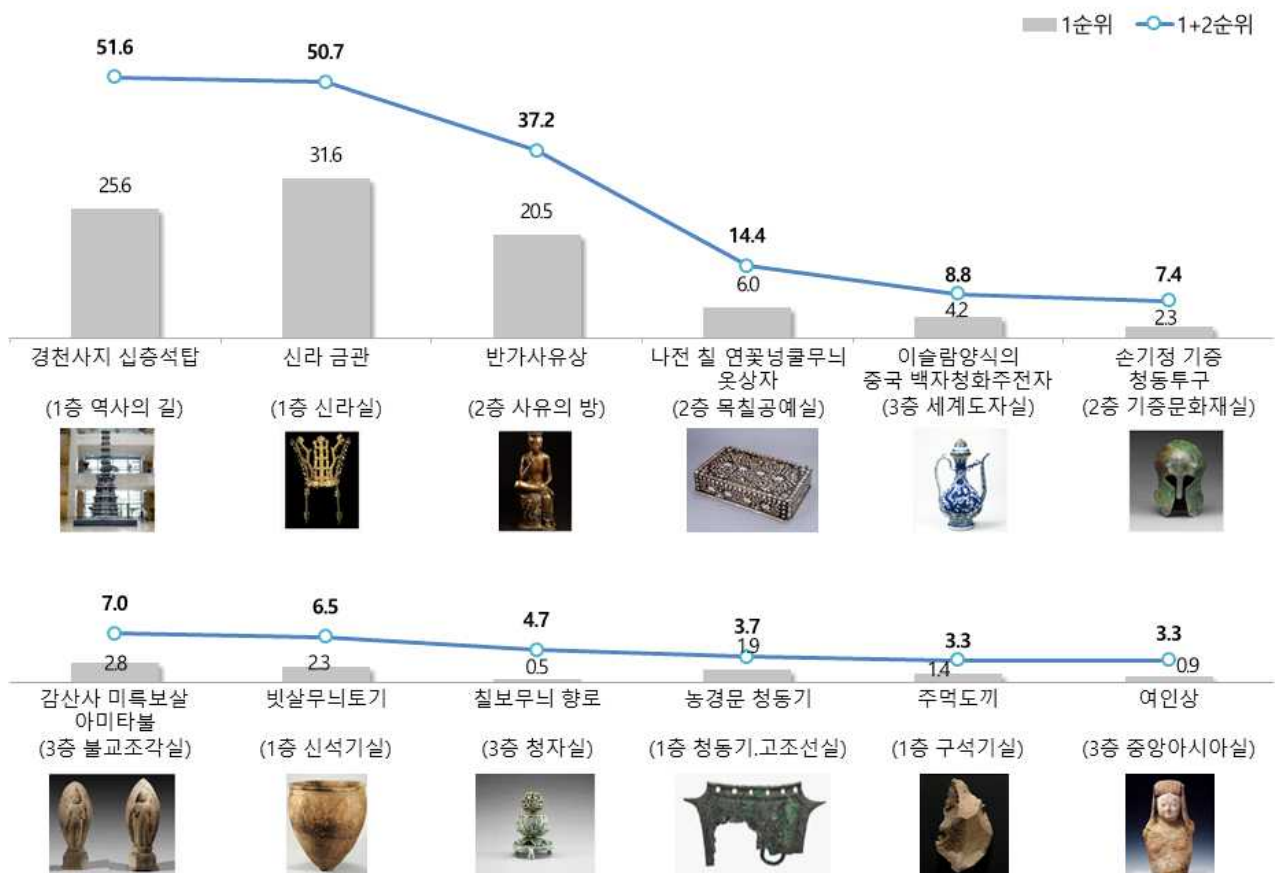 1순위 1+2순위
51.6 50.7 37.2 14.4 8.8 7.4
25.6 31.6 20.5 6.0 4.2 2.3
경천사지 십층석탑
(1층 역사의 길)
신라 금관
(1층 신라실)
반가사유상
(2층 사유의 방)
나전 칠 연꽃넝쿨무늬
옷상자
(2층 목칠공예실)
이슬람양식의
중국 백자청화주전자
(3층 세계도자실)
손기정 기증
청동투구
(2층 기증문화재실)
7.0 6.5 4.7 3.7 3.3 3.3
2.8 2.3 0.5 1.9 1.4 0.9
감산사 미륵보살
아미타불
(3층 불교조각실)
빗살무늬토기
(1층 신석기실)
칠보무늬 향로
(3층 청자실)
농경문 청동기
(1층 청동기.고조선실)
주먹도끼
(1층 구석기실)
여인상
(3층 중앙아시아실)